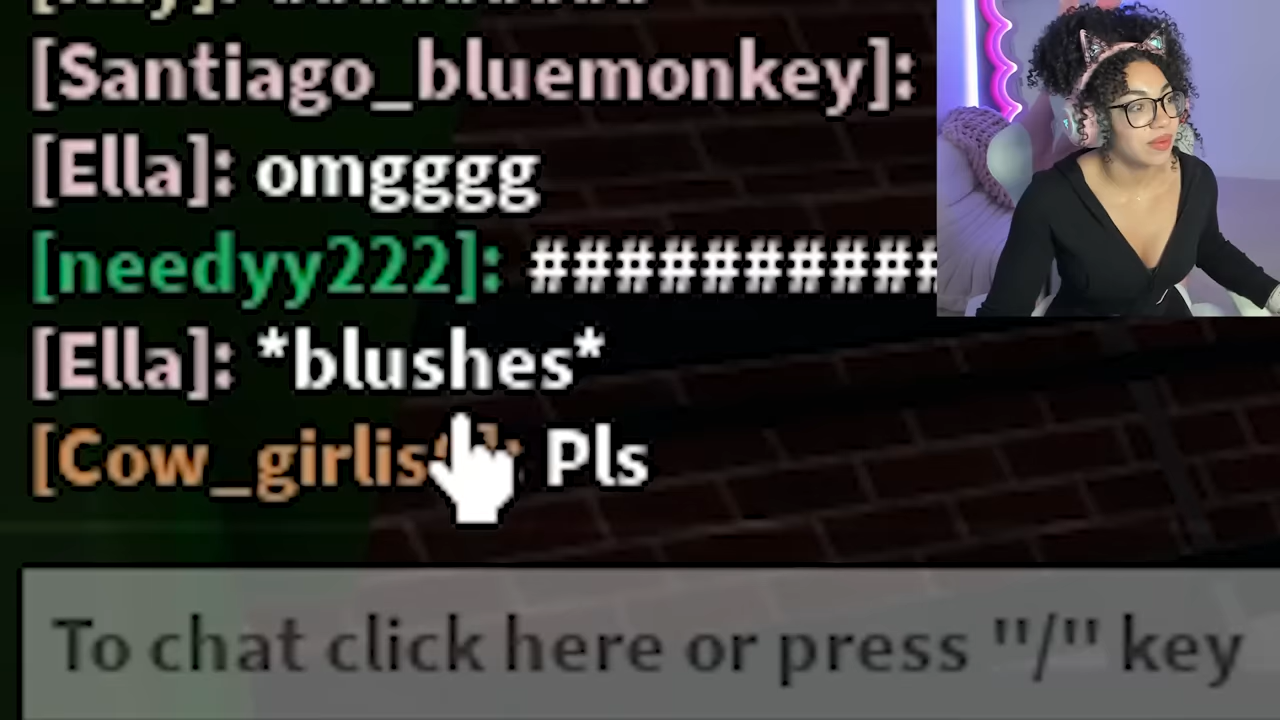 [Santiago_bluemonkey]:
[Ella]: omgggg
[needyy222]: ###########
[Ella]: *blushes*
Pls
To chat click here or press "/" key